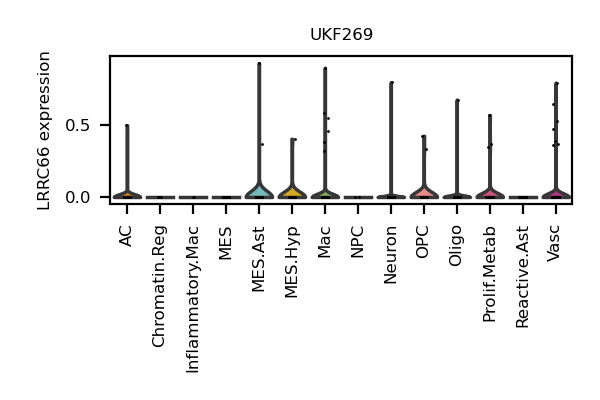 UKF269
LRRC66 expression
0.5
0.0
AC
Chromatin.Reg
Inflammatory.Mac
MES
MES.Ast
MES.Hyp
Mac
NPC
Neuron
OPC
Oligo
Prolif.Metab
Reactive.Ast
Vasc